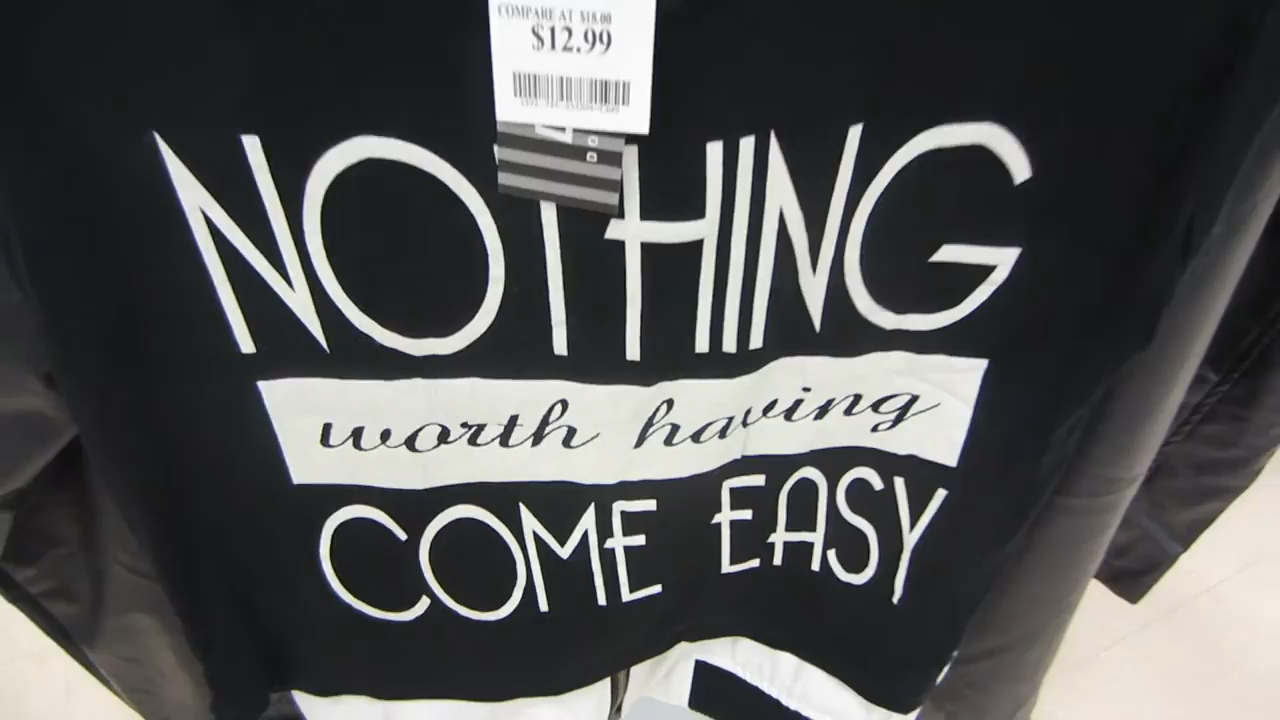 COMPARE AT $18.00
$12.99
NOTHING
worth having
COME EASY